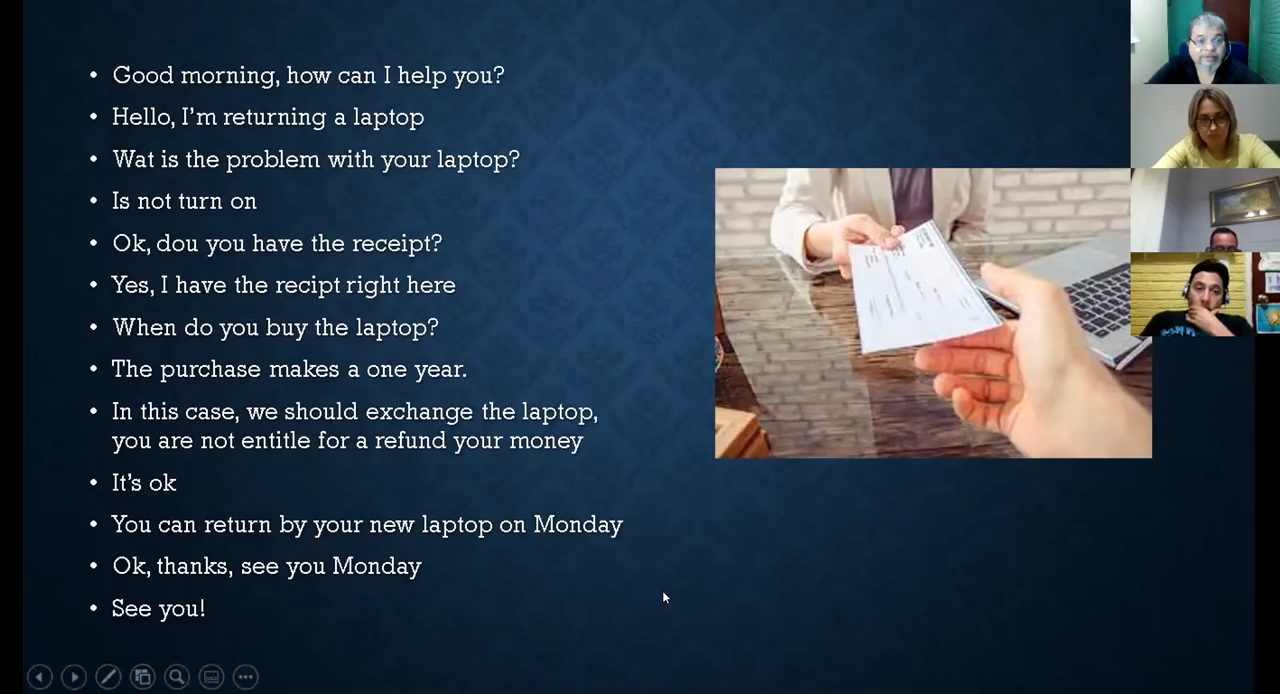 • Good morning, how can I help you?
• Hello, I'm returning a laptop
• Wat is the problem with your laptop?
• Is not turn on
• Ok, dou you have the receipt?
• Yes, I have the recipt right here
• When do you buy the laptop?
• The purchase makes a one year.
• In this case, we should exchange the laptop,
you are not entitle for a refund your money
• It's ok
• You can return by your new laptop on Monday
• Ok, thanks, see you Monday
• See you!